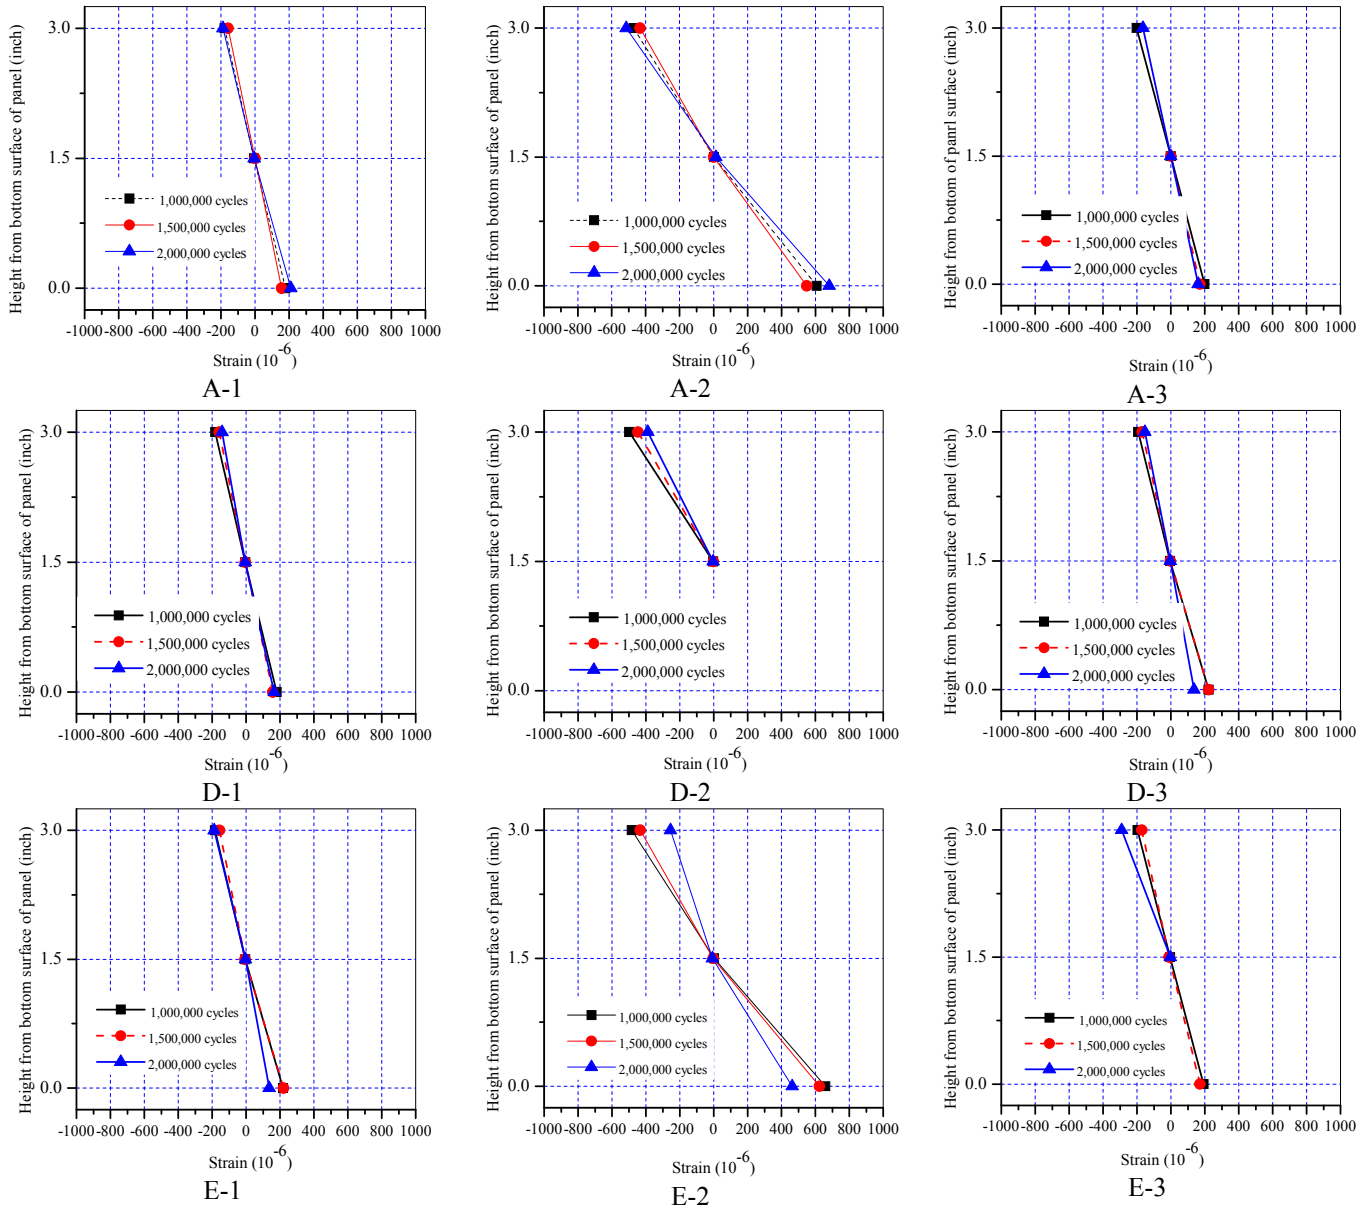 Height from bottom surface of panel (inch)
3.0
1.5
0.0
1,000,000 cycles
1,500,000 cycles
2,000,000 cycles
-1000 -800 -600 -400 -200 0 200 400 600 800 1000
Strain (10^-6)
A-1
Height from bottom surface of panel (inch)
3.0
1.5
0.0
1,000,000 cycles
1,500,000 cycles
2,000,000 cycles
-1000 -800 -600 -400 -200 0 200 400 600 800 1000
Strain (10^-6)
A-2
Height from bottom of panrl surface (inch)
3.0
1.5
0.0
1,000,000 cycles
1,500,000 cycles
2,000,000 cycles
-1000 -800 -600 -400 -200 0 200 400 600 800 1000
Strain (10^-6)
A-3
Height from bottom surface of panel (inch)
3.0
1.5
0.0
1,000,000 cycles
1,500,000 cycles
2,000,000 cycles
-1000 -800 -600 -400 -200 0 200 400 600 800 1000
Strain (10^-6)
D-1
Height from bottom surface of panel (inch)
3.0
1.5
0.0
1,000,000 cycles
1,500,000 cycles
2,000,000 cycles
-1000 -800 -600 -400 -200 0 200 400 600 800 1000
Strain (10^-6)
D-2
Height from bottom surface of panel (inch)
3.0
1.5
0.0
1,000,000 cycles
1,500,000 cycles
2,000,000 cycles
-1000 -800 -600 -400 -200 0 200 400 600 800 1000
Strain (10^-6)
D-3
Height from bottom surface of panel (inch)
3.0
1.5
0.0
1,000,000 cycles
1,500,000 cycles
2,000,000 cycles
-1000 -800 -600 -400 -200 0 200 400 600 800 1000
Strain (10^-6)
E-1
Height from bottom surface of panel (inch)
3.0
1.5
0.0
1,000,000 cycles
1,500,000 cycles
2,000,000 cycles
-1000 -800 -600 -400 -200 0 200 400 600 800 1000
Strain (10^-6)
E-2
Height from bottom surface of panel (inch)
3.0
1.5
0.0
1,000,000 cycles
1,500,000 cycles
2,000,000 cycles
-1000 -800 -600 -400 -200 0 200 400 600 800 1000
Strain (10^-6)
E-3